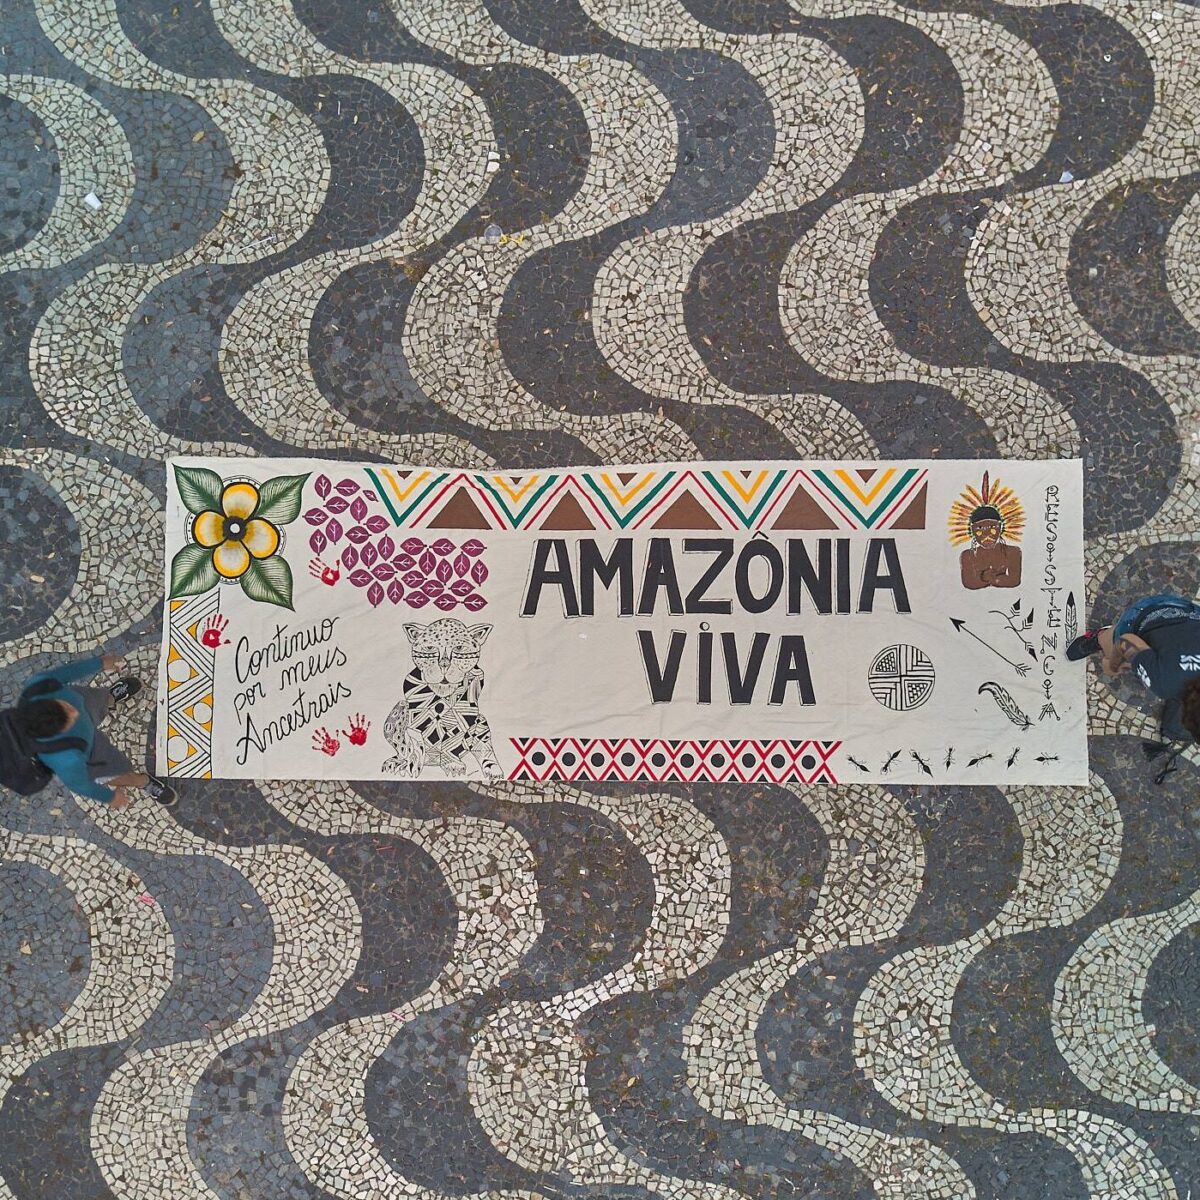 AMAZÔNIA
VIVA
Continuo
por meus
Ancestrais
RESISTÊNCIA